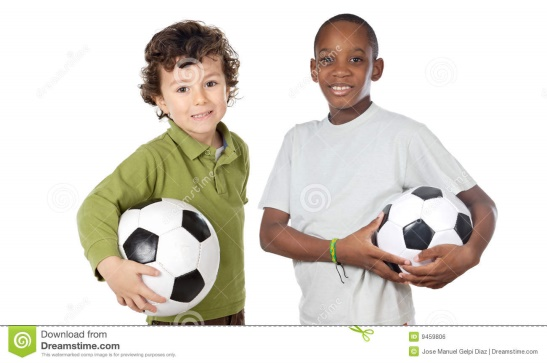 dreamstime
Download from
Dreamstime.com
This watermarked comp image is for previewing purposes only.
9459806
Jose Manuel Gelpi Diaz | Dreamstime.com